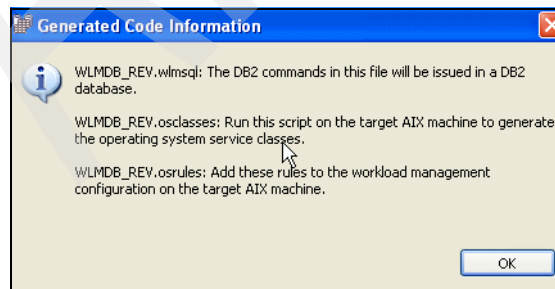 Generated Code Information
WLMDB_REV.wlmsql: The DB2 commands in this file will be issued in a DB2
database.
WLMDB_REV.osclasses: Run this script on the target AIX machine to generate
the operating system service classes.
WLMDB_REV.osrules: Add these rules to the workload management
configuration on the target AIX machine.
OK